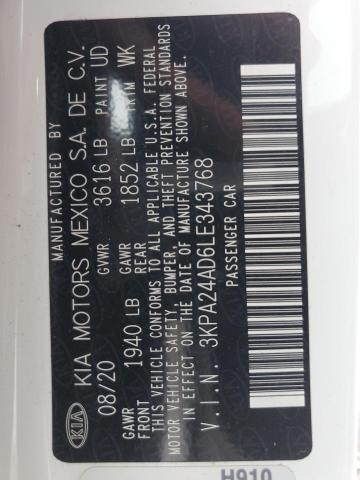 MANUFACTURED BY
KIA KIA MOTORS MEXICO S.A. DE C.V.
08/20 GVWR. 3616 LB PAINT UD
GAWR FRONT 1940 LB GAWR REAR 1852 LB TRIM WK
THIS VEHICLE CONFORMS TO ALL APPLICABLE U.S.A. FEDERAL
MOTOR VEHICLE SAFETY, BUMPER, AND THEFT PREVENTION STANDARDS
IN EFFECT ON THE DATE OF MANUFACTURE SHOWN ABOVE.
V.I.N. 3KPA24AD6LE343768
PASSENGER CAR
H910